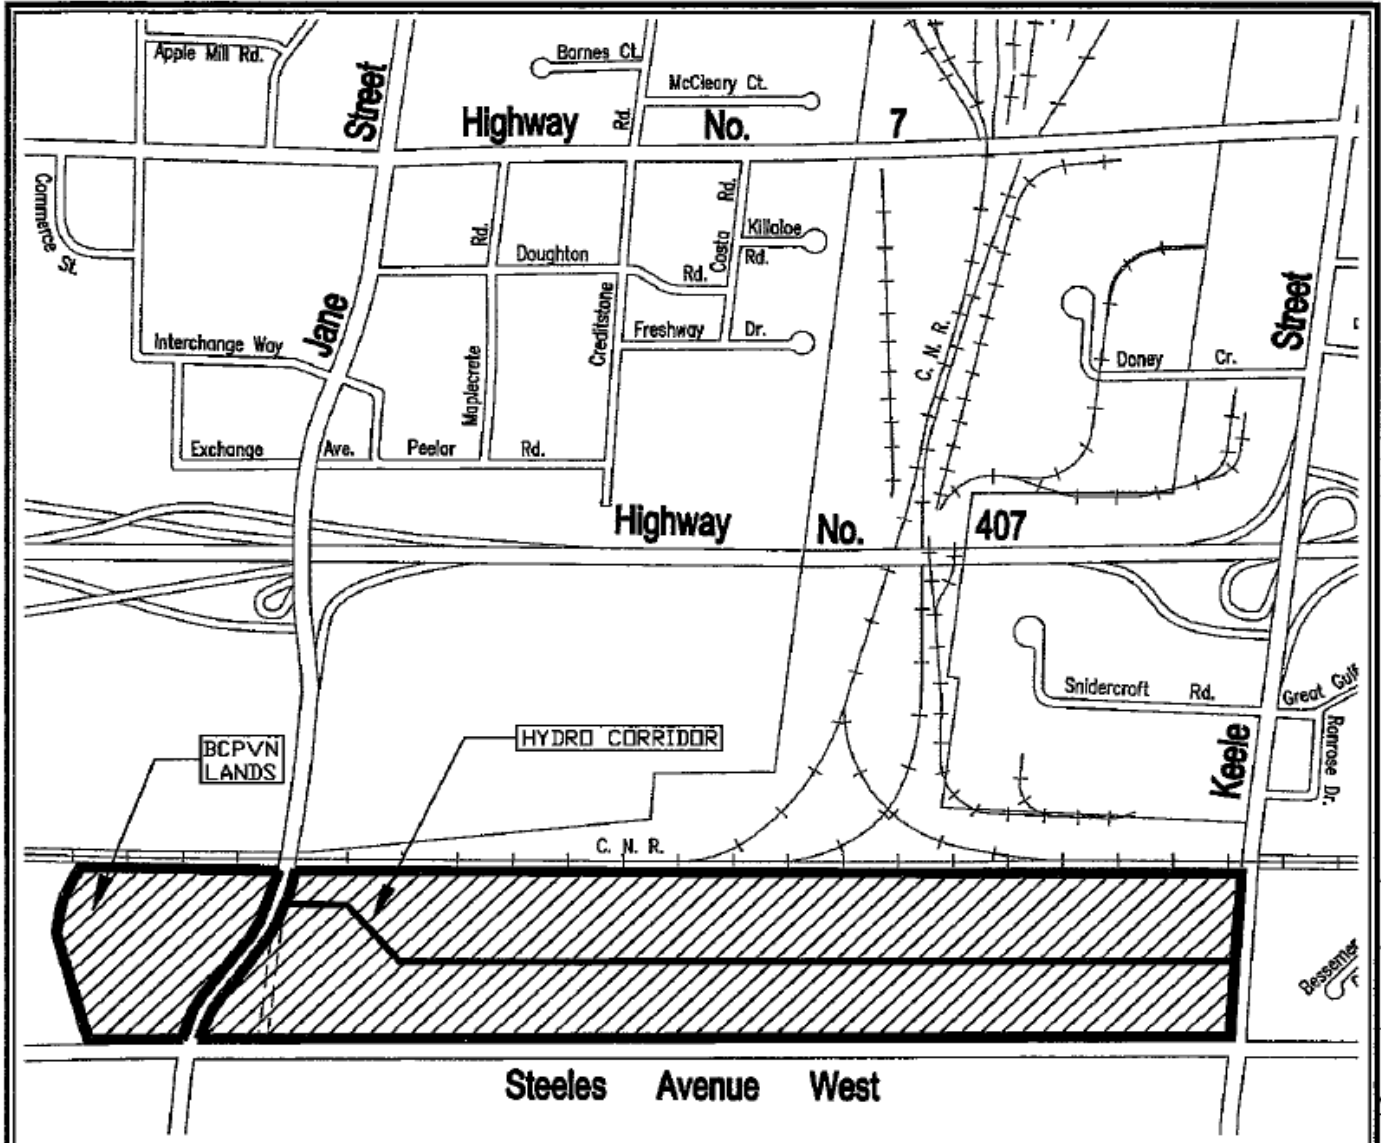 Apple Mill Rd.
Barnes Ct.
McCleary Ct.
Street
Highway No. 7
Rd.
Commerce St.
Rd.
Rd.
Killaloe
Rd.
Costa
Doughton
Rd.
Jane
Creditstone
Freshway Dr.
Street
C. N. R.
Interchange Way
Maplecrete
Doney Cr.
Exchange Ave.
Peelar Rd.
Highway No. 407
Snidercroft Rd.
Great Gulf
Keele
Ronrose Dr.
BCPVN
LANDS
HYDRO CORRIDOR
C. N. R.
Bessemer
Steeles Avenue West